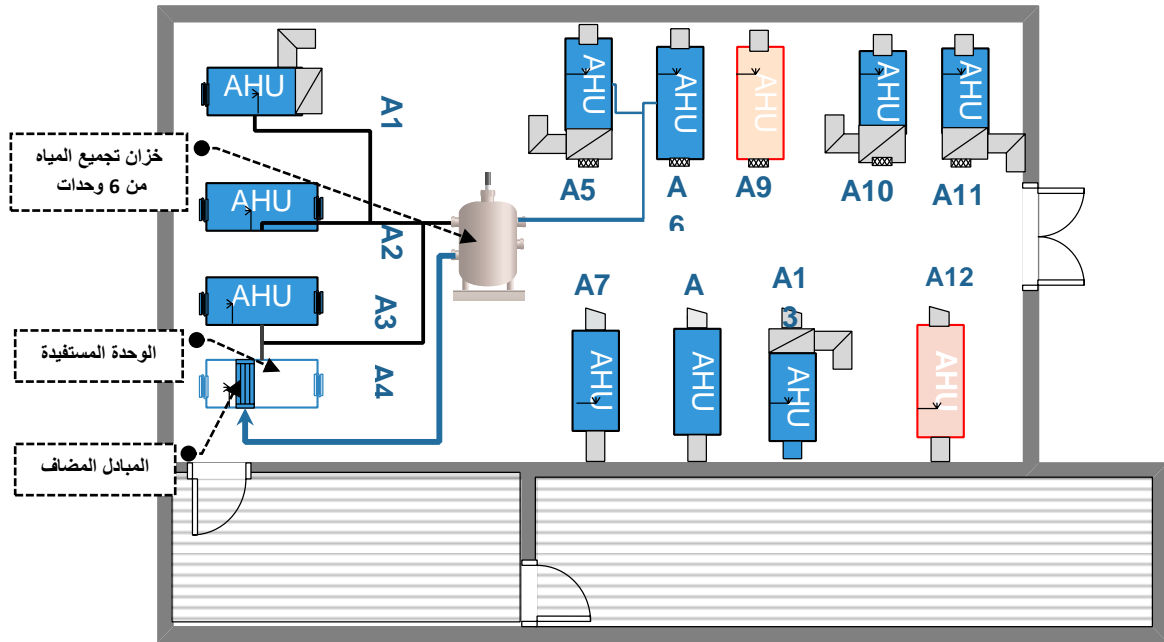 AHU
A1
AHU
A2
AHU
A3
A4
خزان تجميع المياه
من 6 وحدات
الوحدة المستفيدة
المبادل المضاف
AHU
AHU
AHU
AHU
AHU
A5
A
6
A9
A10
A11
A7
A
A1
3
A12
AHU
AHU
AHU
AHU